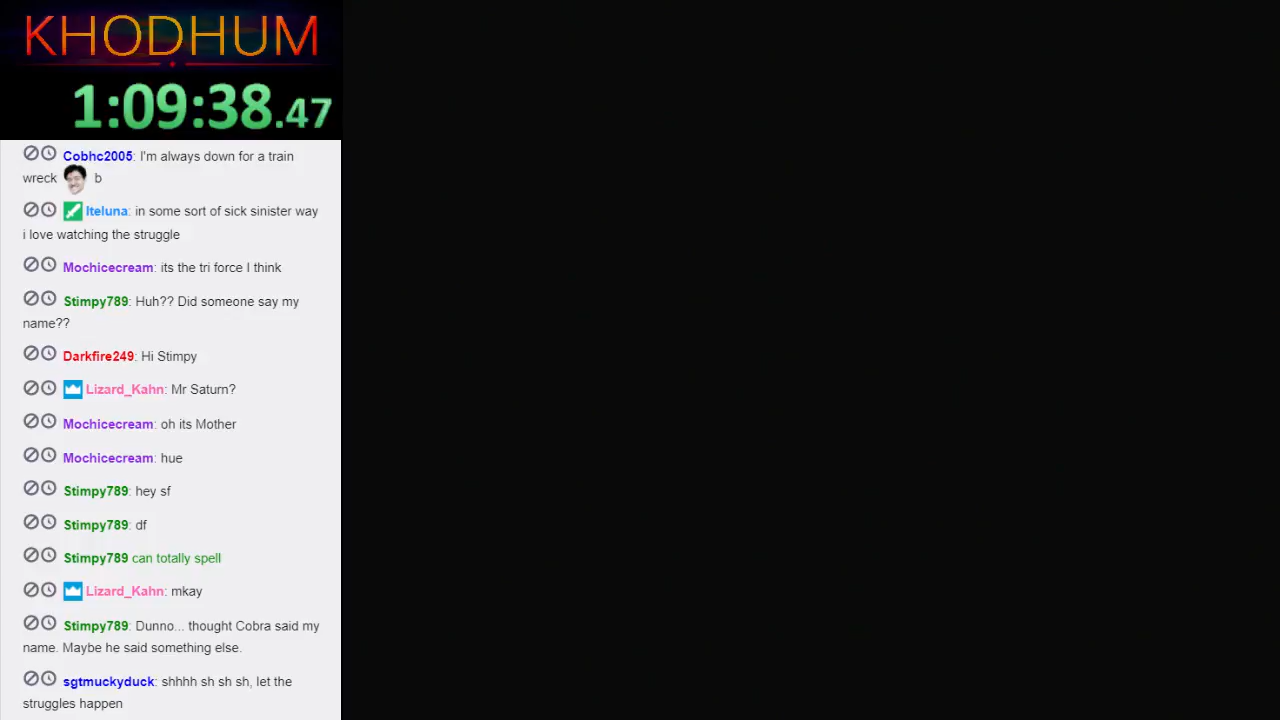 KHODHUM
1:09:38.47
Cobhc2005: I'm always down for a train
wreck b
Iteluna: in some sort of sick sinister way
i love watching the struggle
Mochicecream: its the tri force I think
Stimpy789: Huh?? Did someone say my
name??
Darkfire249: Hi Stimpy
Lizard_Kahn: Mr Saturn?
Mochicecream: oh its Mother
Mochicecream: hue
Stimpy789: hey sf
Stimpy789: df
Stimpy789 can totally spell
Lizard_Kahn: mkay
Stimpy789: Dunno... thought Cobra said my
name. Maybe he said something else.
sgtmuckyduck: shhhh sh sh sh, let the
struggles happen